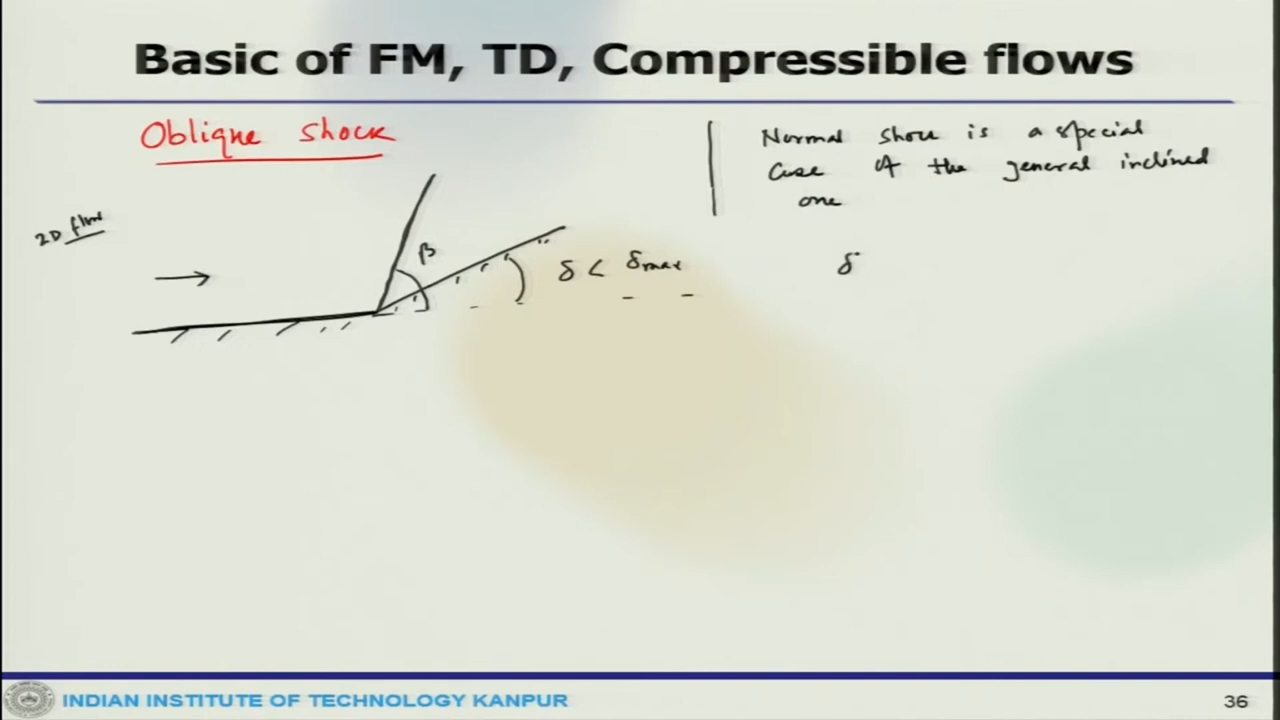 Basic of FM, TD, Compressible flows
Oblique Shock
Normal shock is a special
case of the general inclined
one
2D flow
β
δ < δmax
δ
INDIAN INSTITUTE OF TECHNOLOGY KANPUR
36